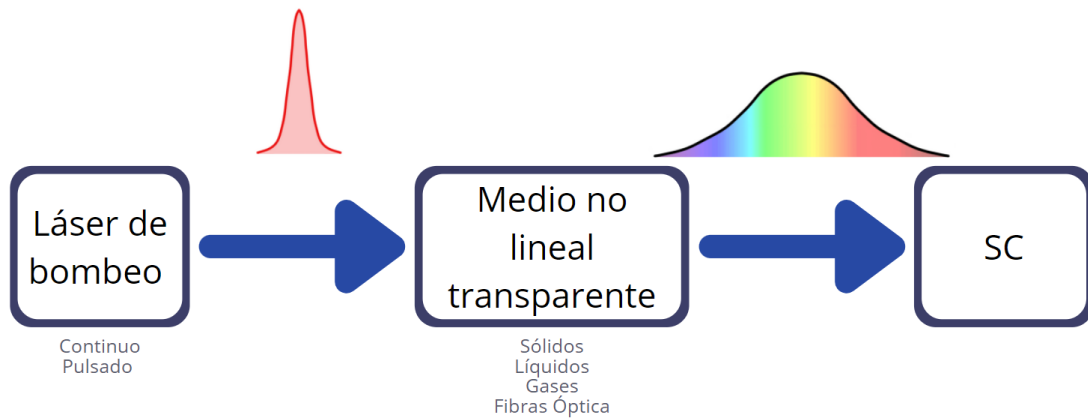 Láser de
bombeo
Continuo
Pulsado
Medio no
lineal
transparente
Sólidos
Líquidos
Gases
Fibras Óptica
SC